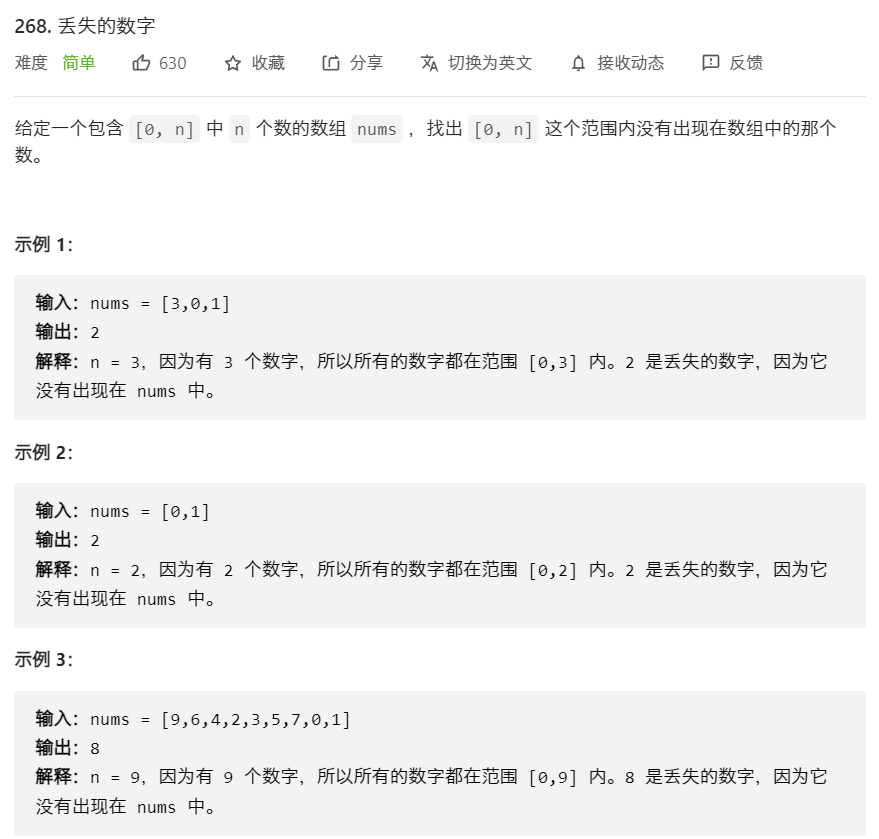 268. 丢失的数字
难度 简单 630 收藏 分享 切换为英文 接收动态 反馈
给定一个包含 [0, n] 中 n 个数的数组 nums ，找出 [0, n] 这个范围内没有出现在数组中的那个
数。
示例 1：
输入：nums = [3,0,1]
输出：2
解释：n = 3，因为有 3 个数字，所以所有的数字都在范围 [0,3] 内。2 是丢失的数字，因为它
没有出现在 nums 中。
示例 2：
输入：nums = [0,1]
输出：2
解释：n = 2，因为有 2 个数字，所以所有的数字都在范围 [0,2] 内。2 是丢失的数字，因为它
没有出现在 nums 中。
示例 3：
输入：nums = [9,6,4,2,3,5,7,0,1]
输出：8
解释：n = 9，因为有 9 个数字，所以所有的数字都在范围 [0,9] 内。8 是丢失的数字，因为它
没有出现在 nums 中。